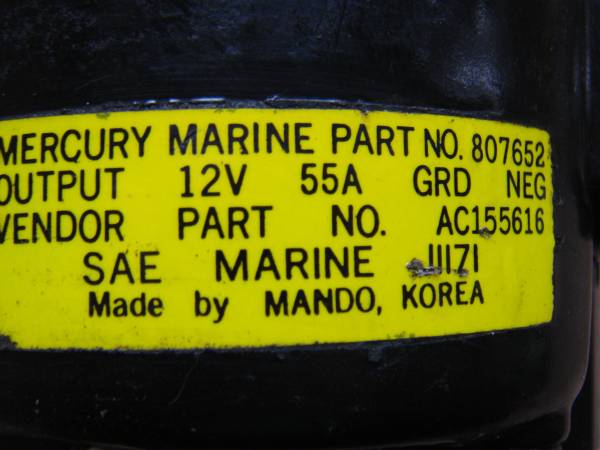 MERCURY MARINE PART NO. 807652
OUTPUT 12V 55A GRD NEG
VENDOR PART NO. AC155616
SAE MARINE J1171
Made by MANDO, KOREA